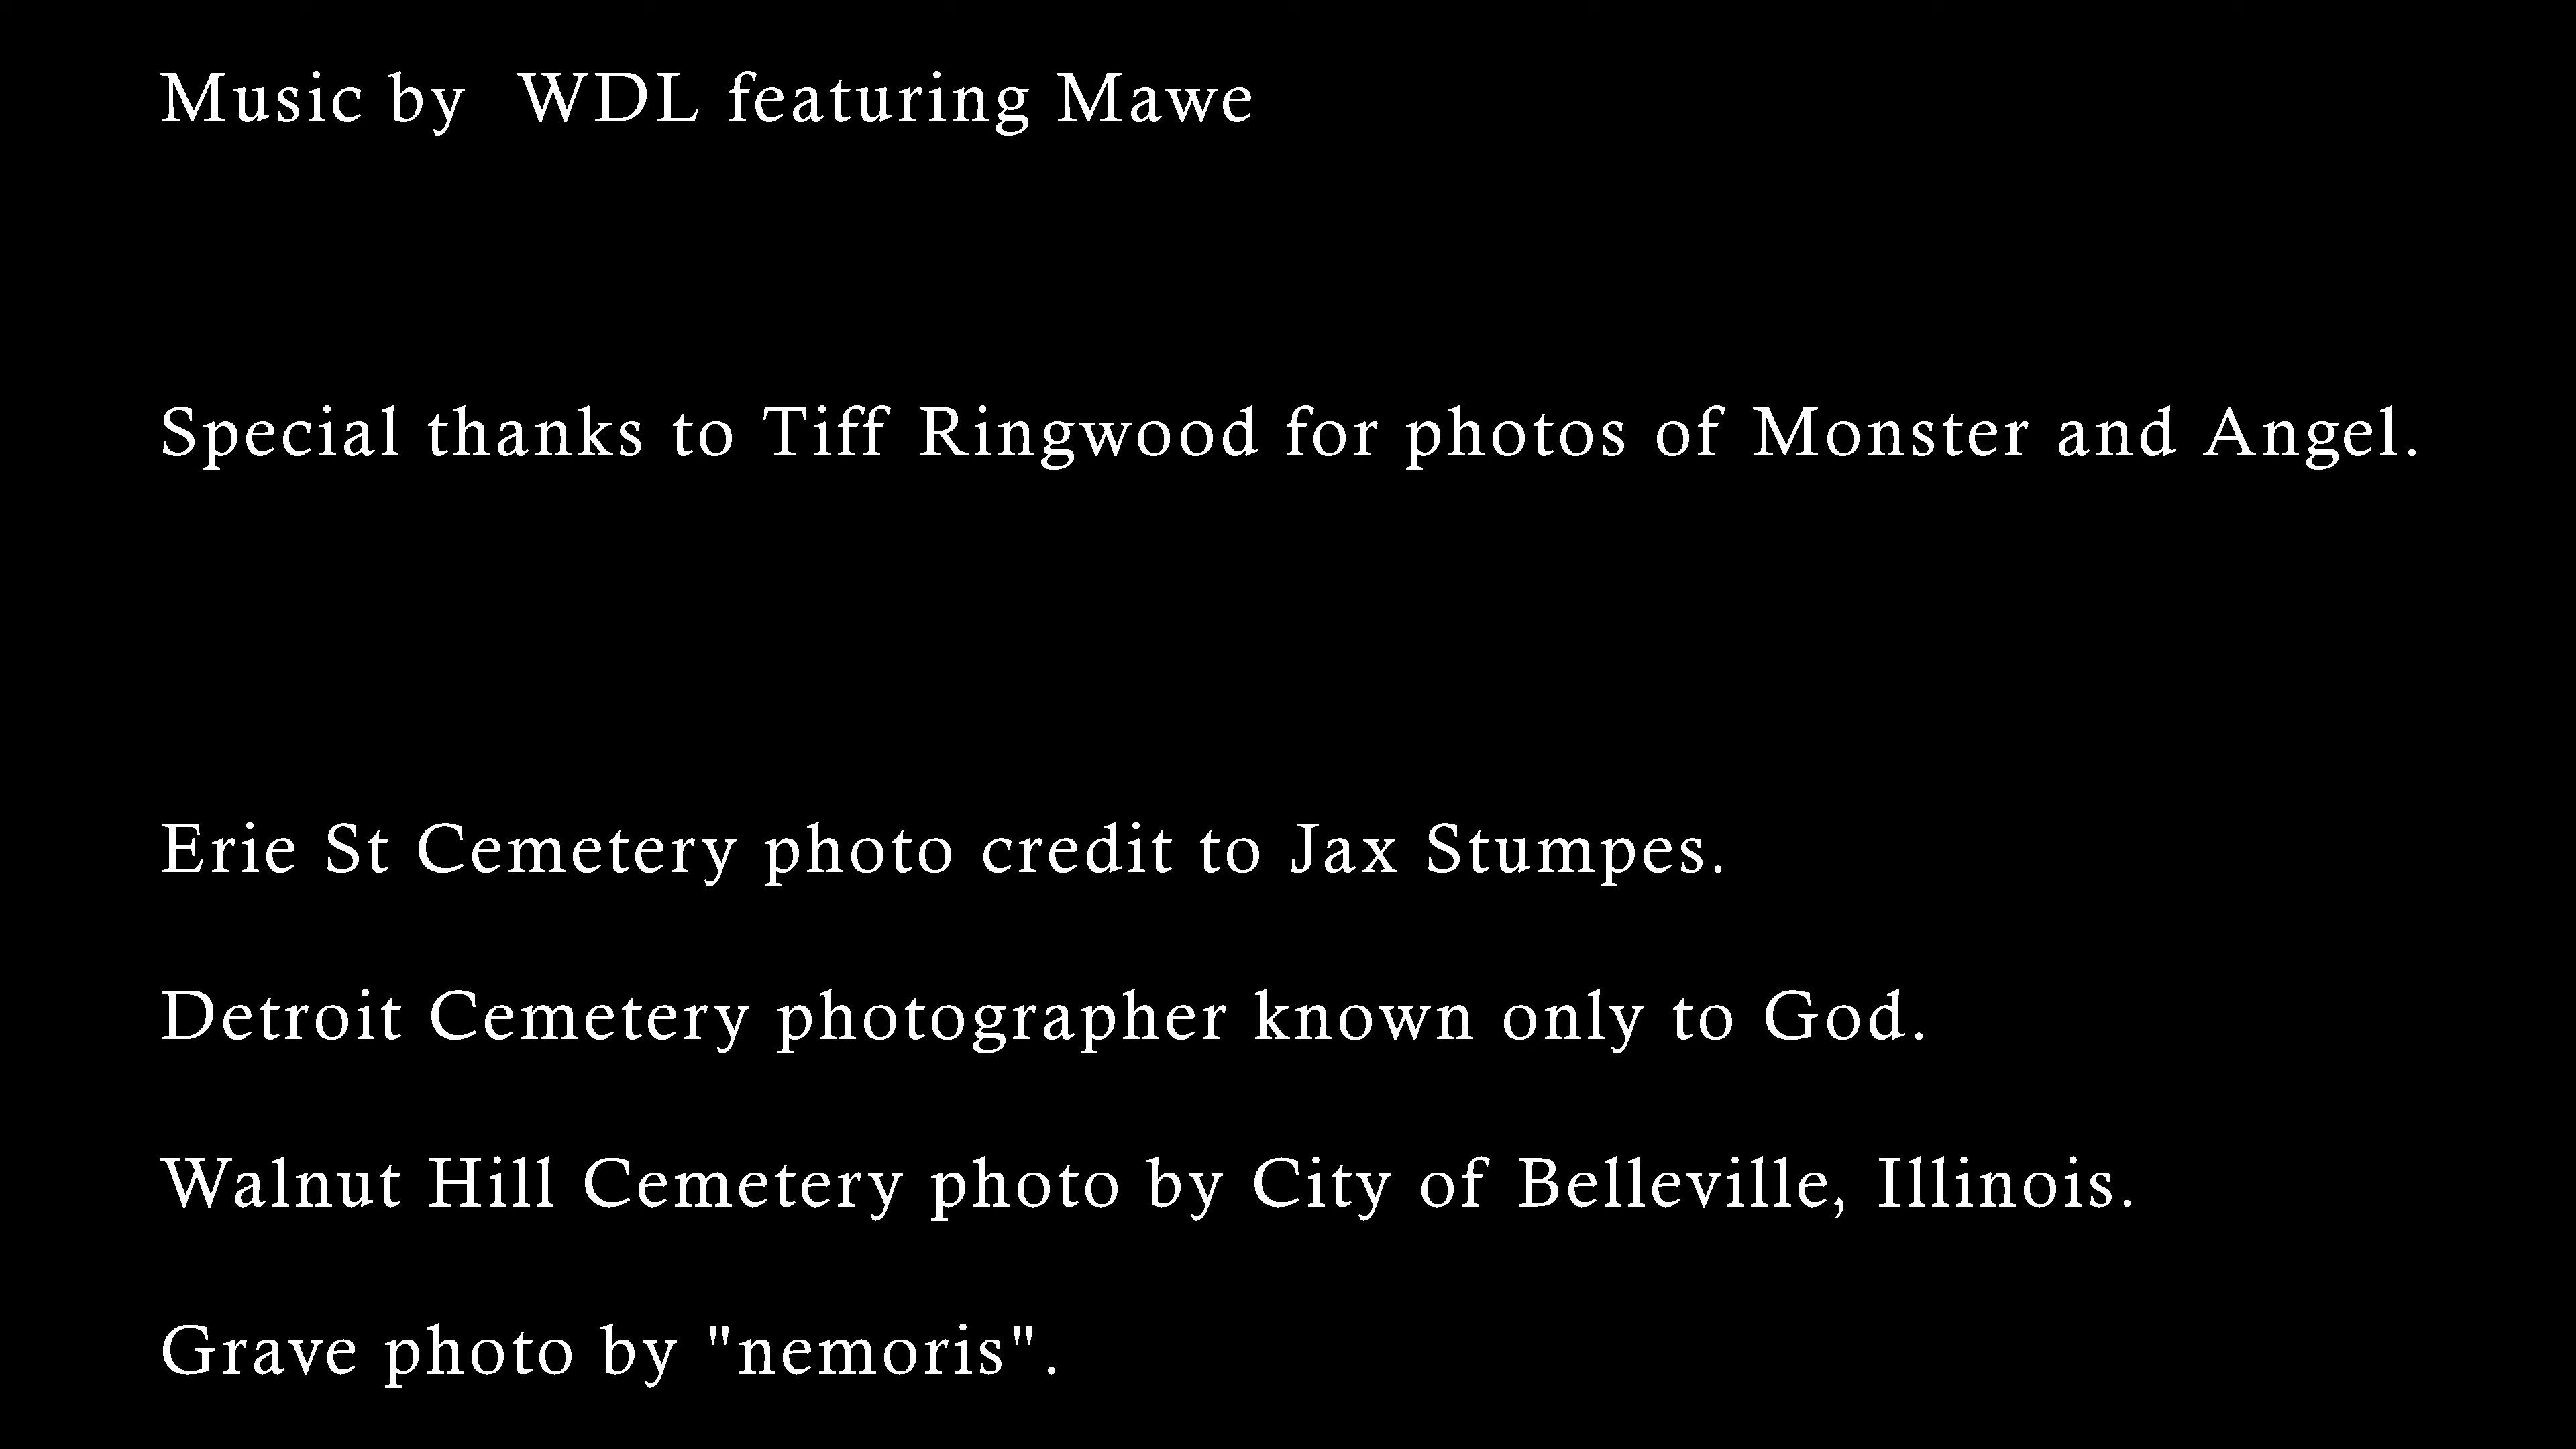 Music by WDL featuring Mawe
Special thanks to Tiff Ringwood for photos of Monster and Angel.
Erie St Cemetery photo credit to Jax Stumpes.
Detroit Cemetery photographer known only to God.
Walnut Hill Cemetery photo by City of Belleville, Illinois.
Grave photo by "nemoris".